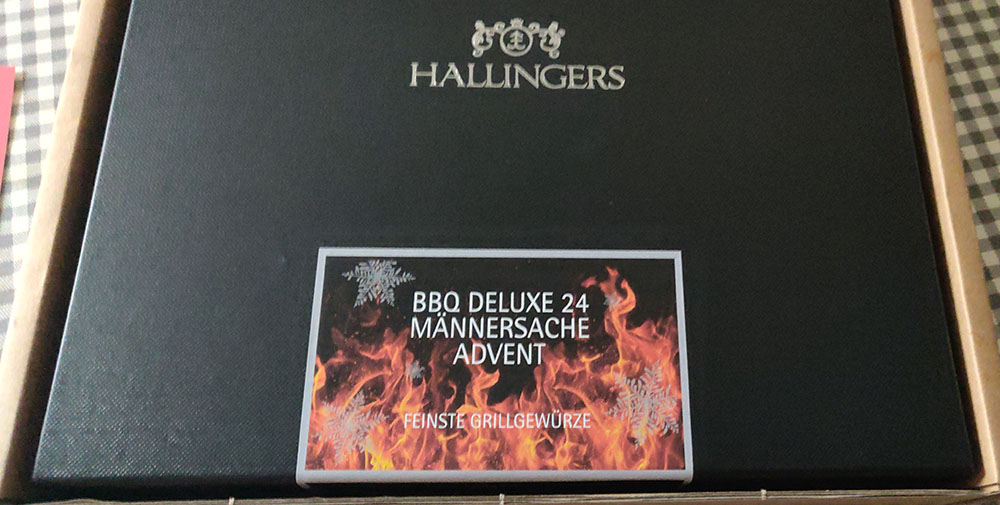 HALLINGERS
BBQ DELUXE 24
MÄNNERSACHE
ADVENT
FEINSTE GRILLGEWÜRZE